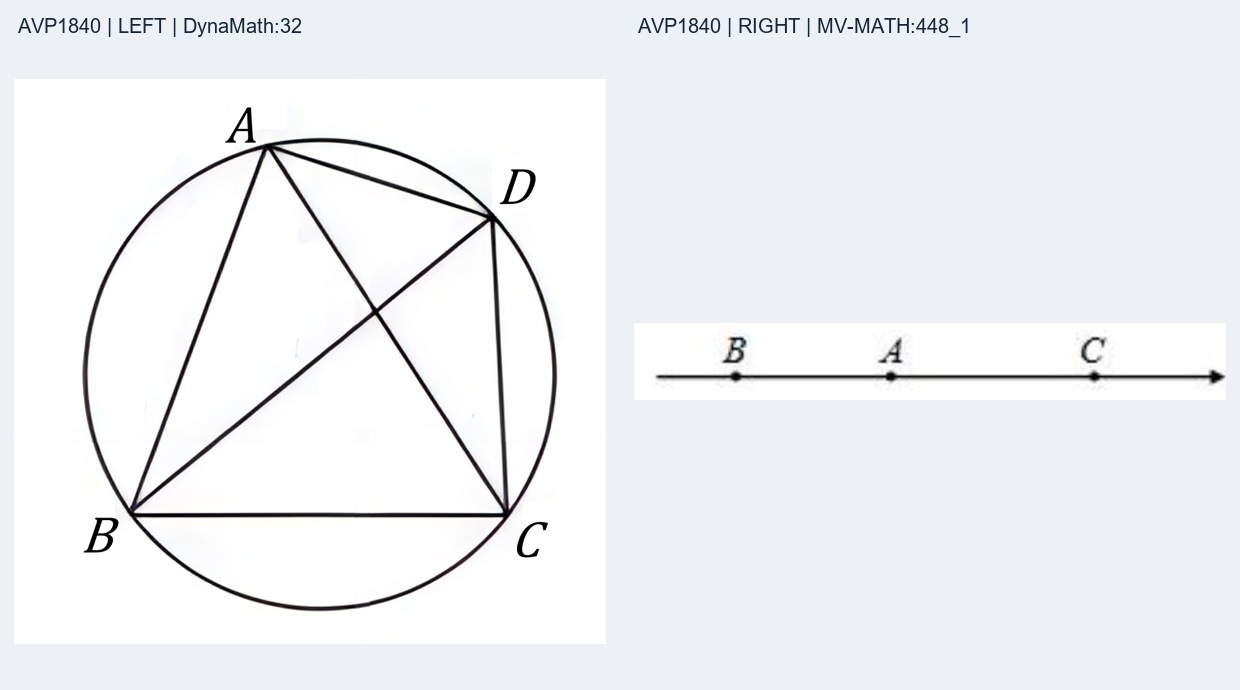 AVP1840 | LEFT | DynaMath:32
AVP1840 | RIGHT | MV-MATH:448_1
A
D
B
C
B A C